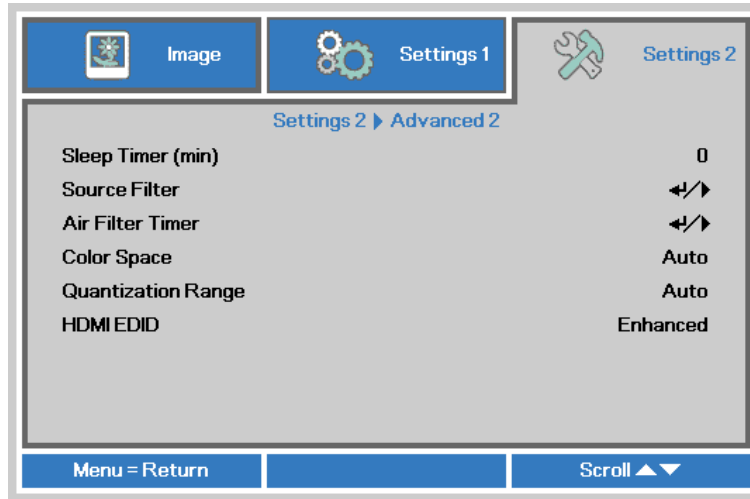 Image Settings 1 Settings 2
Settings 2 ▶ Advanced 2
Sleep Timer (min) 0
Source Filter ↵/▶
Air Filter Timer ↵/▶
Color Space Auto
Quantization Range Auto
HDMI EDID Enhanced
Menu = Return Scroll ▲▼